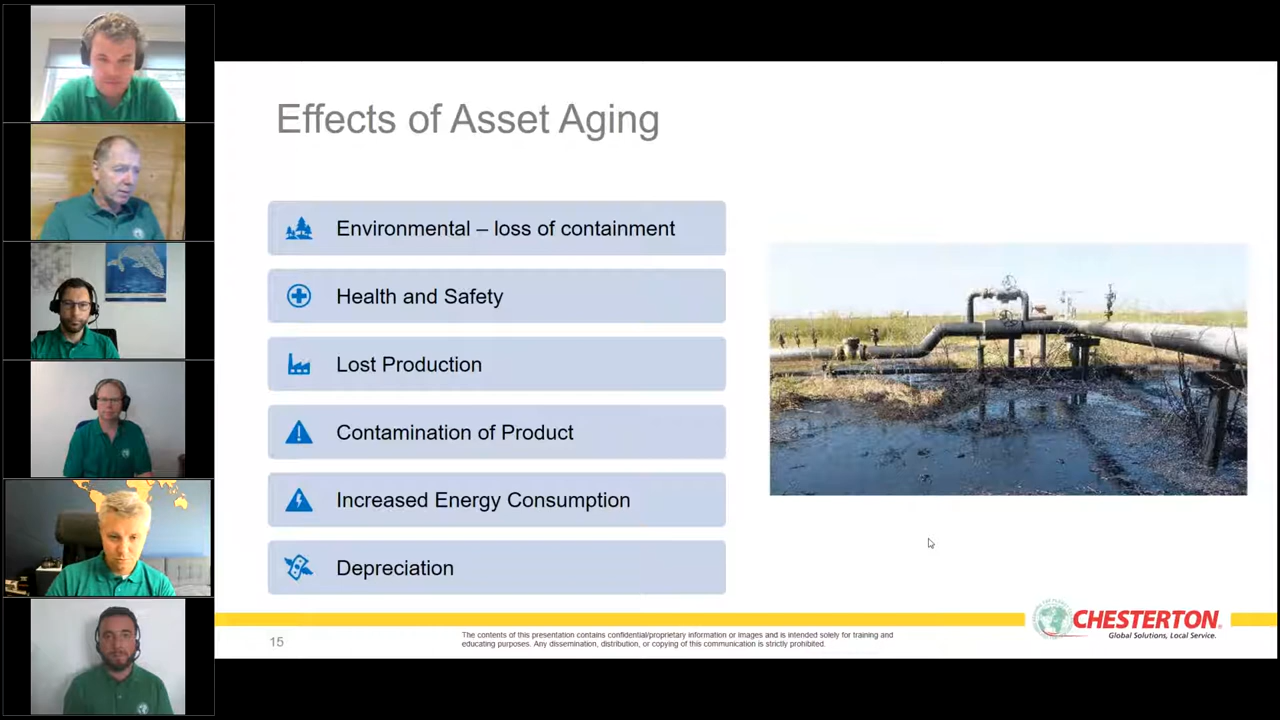 Effects of Asset Aging
Environmental – loss of containment
Health and Safety
Lost Production
Contamination of Product
Increased Energy Consumption
Depreciation
15
The contents of this presentation contains confidential/proprietary information or images and is intended solely for training and
educating purposes. Any dissemination, distribution, or copying of this communication is strictly prohibited.
CHESTERTON®
Global Solutions, Local Service.